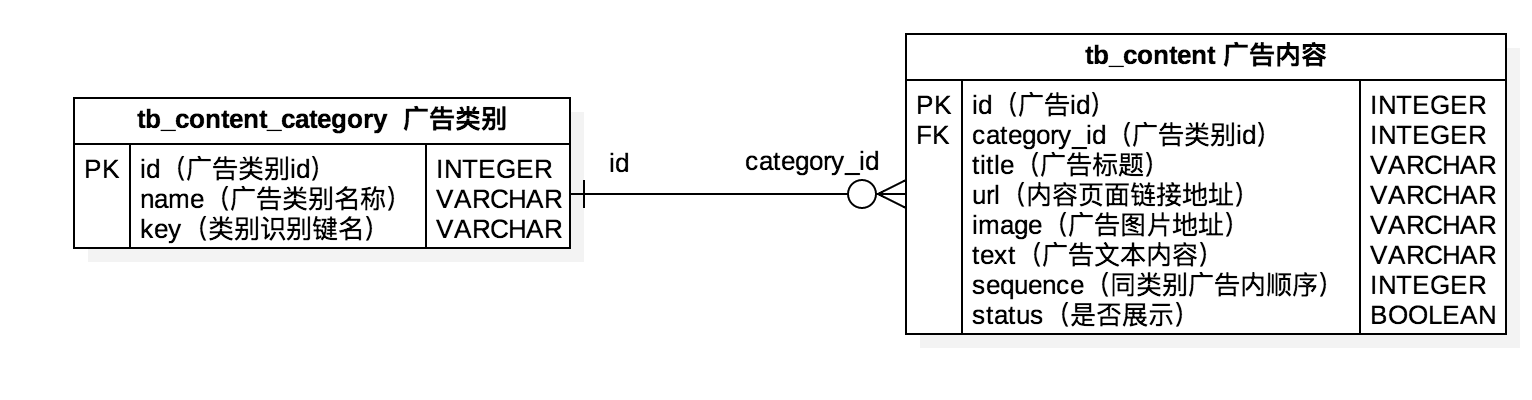 tb_content_category 广告类别
PK id（广告类别id） INTEGER
name（广告类别名称） VARCHAR
key（类别识别键名） VARCHAR
id
category_id
tb_content 广告内容
PK id（广告id） INTEGER
FK category_id（广告类别id） INTEGER
title（广告标题） VARCHAR
url（内容页面链接地址） VARCHAR
image（广告图片地址） VARCHAR
text（广告文本内容） VARCHAR
sequence（同类别广告内顺序） INTEGER
status（是否展示） BOOLEAN